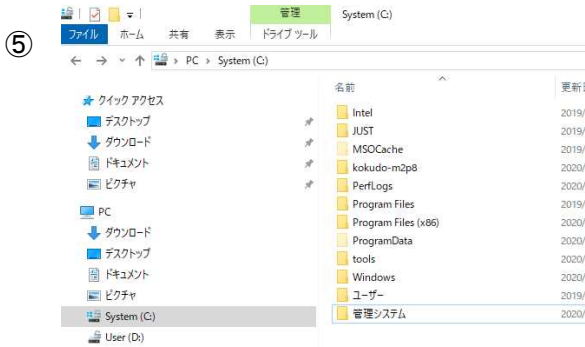 ⑤
管理 System (C:)
ファイル ホーム 共有 表示 ドライブ ツール
PC › System (C:)
名前 更新
クイック アクセス
デスクトップ
ダウンロード
ドキュメント
ピクチャ
PC
ダウンロード
デスクトップ
ドキュメント
ピクチャ
System (C:)
User (D:)
Intel 2019/
JUST 2019/
MSOCache 2019/
kokudo-m2p8 2020/
PerfLogs 2020/
Program Files 2019/
Program Files (x86) 2020/
ProgramData 2020/
tools 2020/
Windows 2020/
ユーザー 2019/
管理システム 2020/